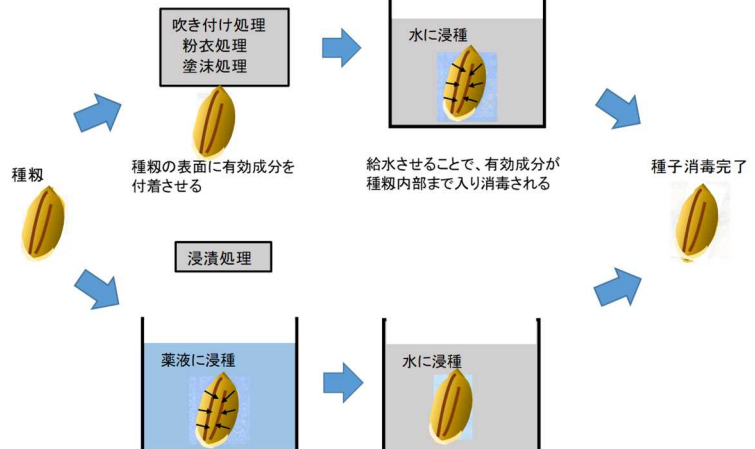 吹き付け処理
粉衣処理
塗沫処理
水に浸種
種籾
種籾の表面に有効成分を
付着させる
給水させることで、有効成分が
種籾内部まで入り消毒される
種子消毒完了
浸漬処理
薬液に浸種
水に浸種